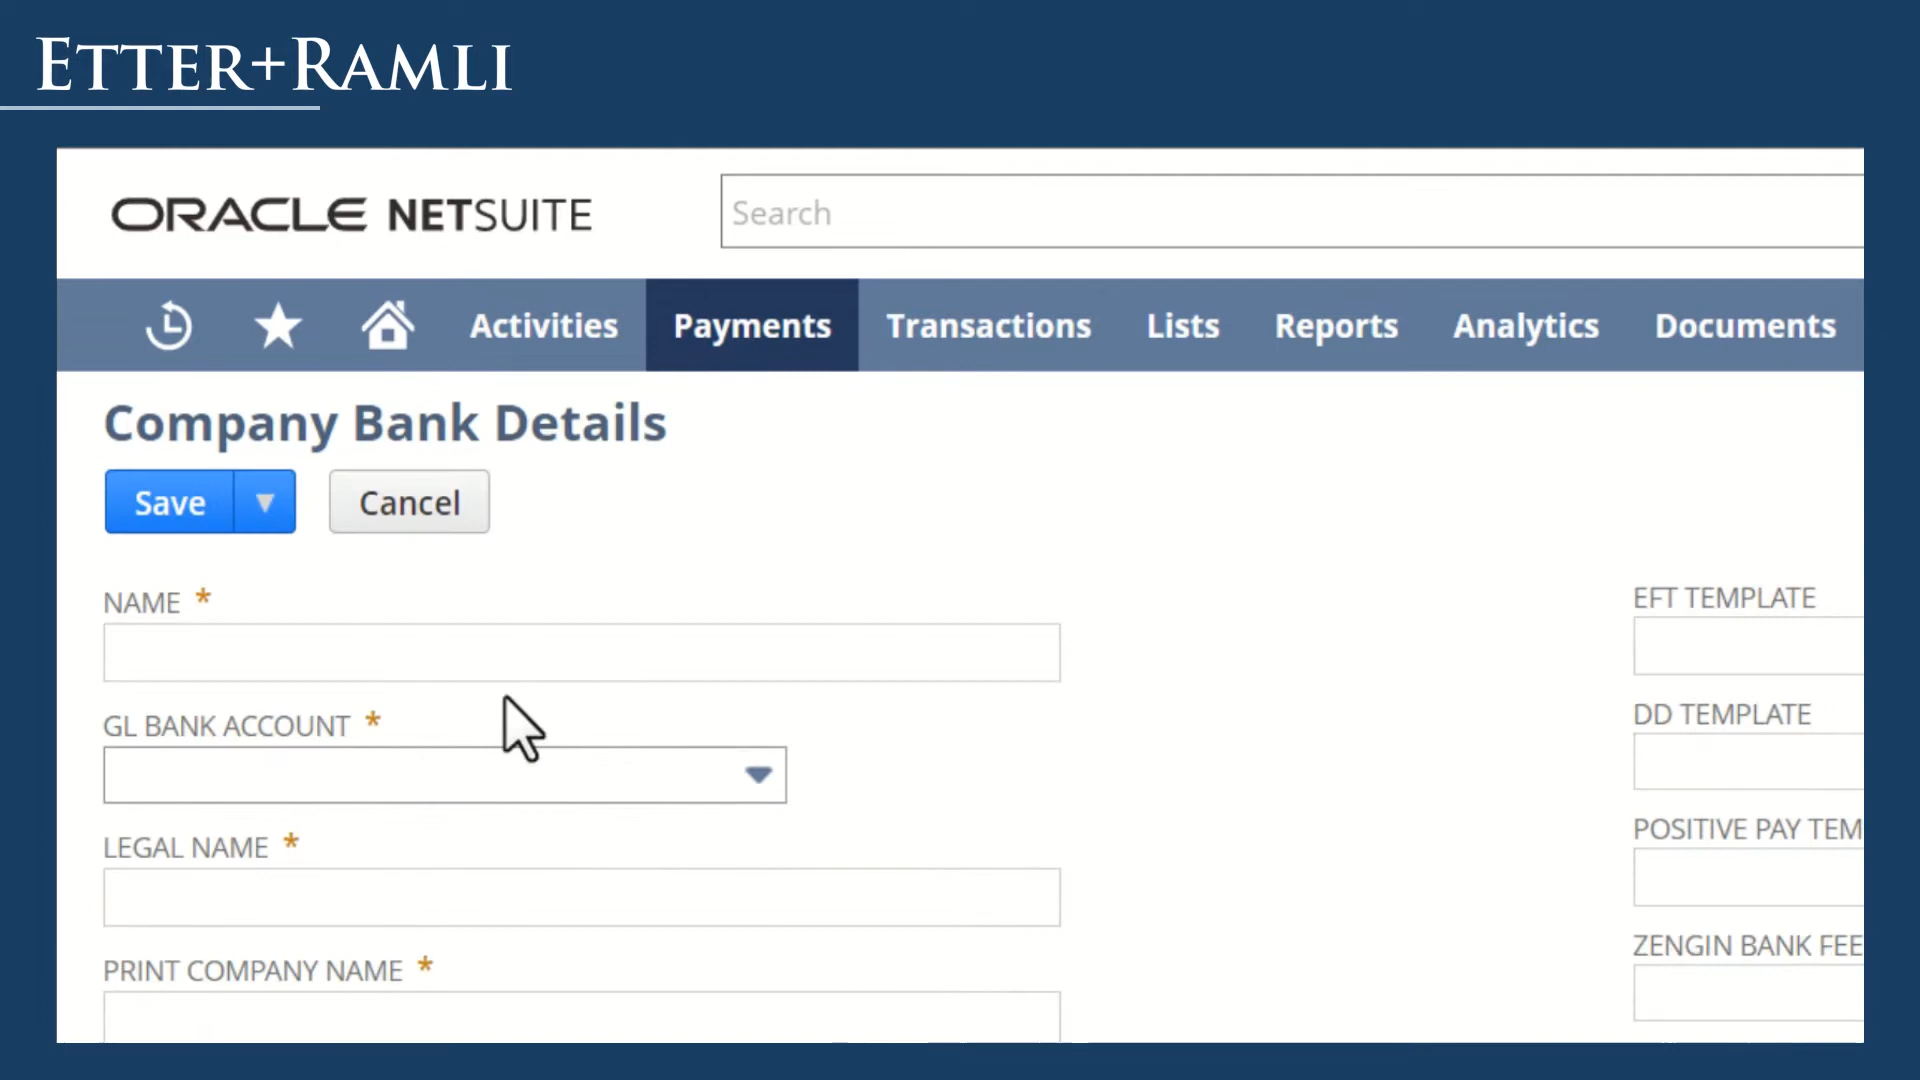 ETTER+RAMLI
ORACLE NETSUITE
Search
Activities Payments Transactions Lists Reports Analytics Documents
Company Bank Details
Save Cancel
NAME *
GL BANK ACCOUNT *
LEGAL NAME *
PRINT COMPANY NAME *
EFT TEMPLATE
DD TEMPLATE
POSITIVE PAY TEM
ZENGIN BANK FEE